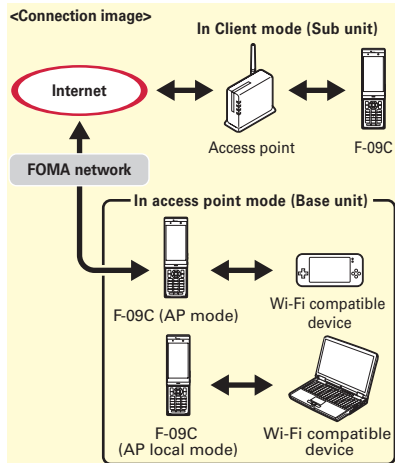 <Connection image>
In Client mode (Sub unit)
Internet
Access point
F-09C
FOMA network
In access point mode (Base unit)
F-09C (AP mode)
Wi-Fi compatible
device
F-09C
(AP local mode)
Wi-Fi compatible
device